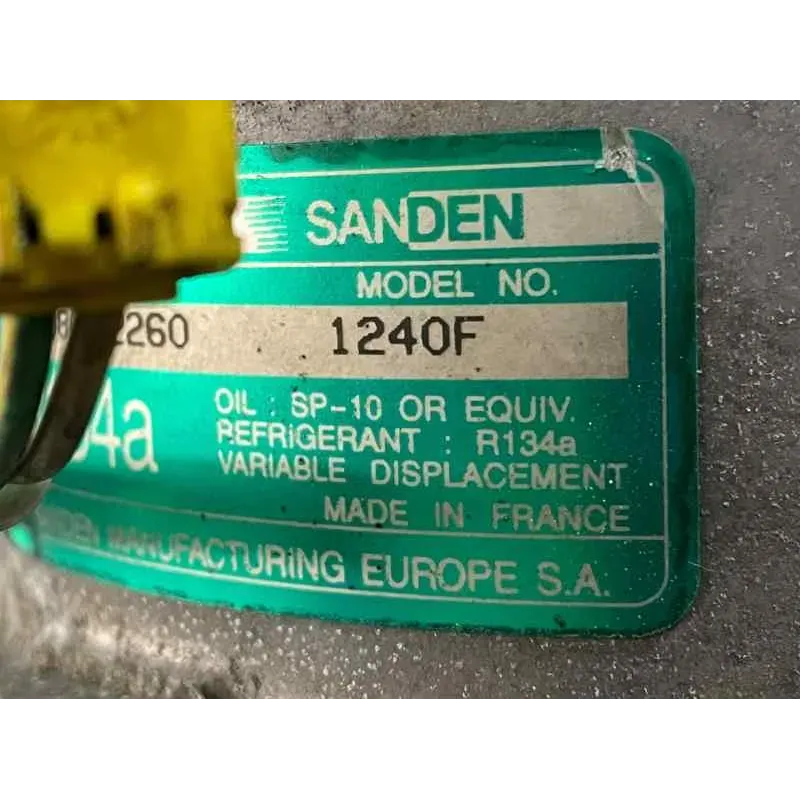 SANDEN
MODEL NO.
2260 1240F
OIL : SP-10 OR EQUIV.
REFRIGERANT : R134a
4a
VARIABLE DISPLACEMENT
MADE IN FRANCE
MANUFACTURING EUROPE S.A.